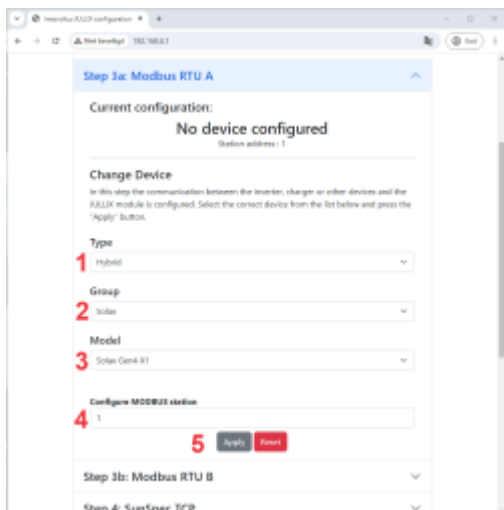 Innovolus JULLIX configuration
Niet beveiligd 192.168.4.1
Step 3a: Modbus RTU A
Current configuration:
No device configured
Station address : 1
Change Device
In this step the communication between the inverter, charger or other devices and the
JULLIX module is configured. Select the correct device from the list below and press the
"Apply" button.
Type
1 Hybrid
Group
2 Solax
Model
3 Solax Gen4 X1
Configure MODBUS station
4 1
5 Apply Reset
Step 3b: Modbus RTU B
Step 4: SunSpec TCP